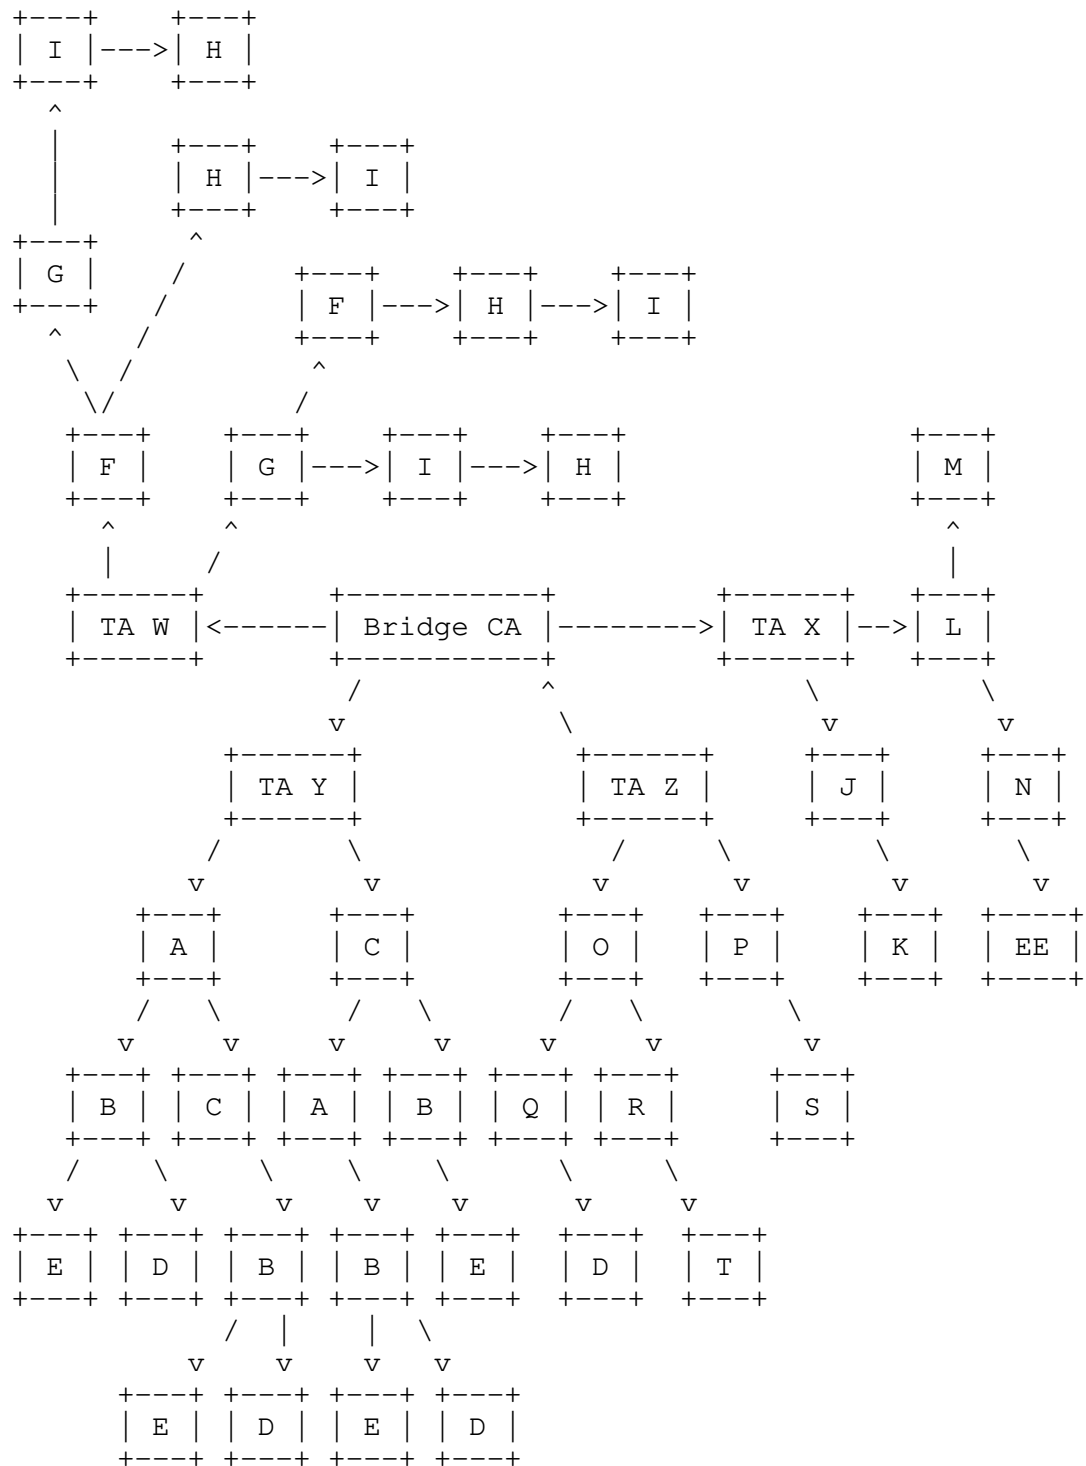 I H
H I
G
F H I
F G I H M
TA W Bridge CA TA X L
TA Y TA Z J N
A C O P K EE
B C A B Q R S
E D B B E D T
E D E D